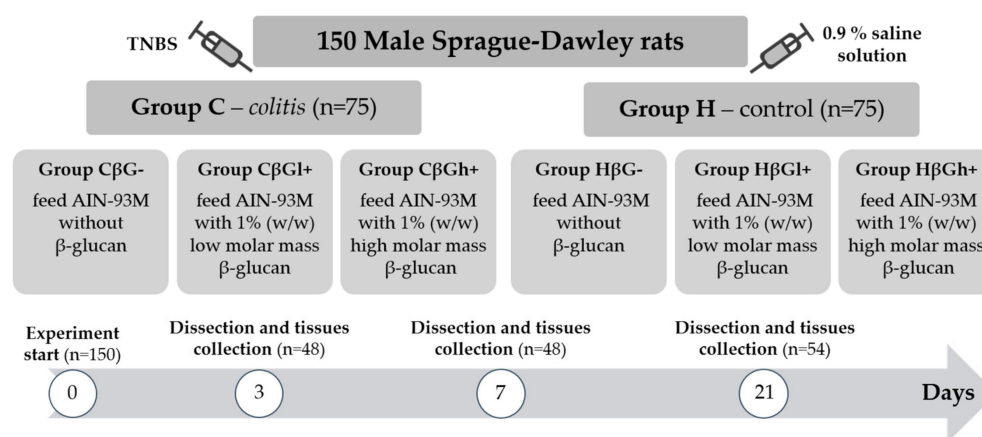 TNBS
150 Male Sprague-Dawley rats
0.9 % saline
solution
Group C – colitis (n=75)
Group H – control (n=75)
Group CβG-
feed AIN-93M
without
β-glucan
Group CβGl+
feed AIN-93M
with 1% (w/w)
low molar mass
β-glucan
Group CβGh+
feed AIN-93M
with 1% (w/w)
high molar mass
β-glucan
Group HβG-
feed AIN-93M
without
β-glucan
Group HβGl+
feed AIN-93M
with 1% (w/w)
low molar mass
β-glucan
Group HβGh+
feed AIN-93M
with 1% (w/w)
high molar mass
β-glucan
Experiment
start (n=150)
Dissection and tissues
collection (n=48)
Dissection and tissues
collection (n=48)
Dissection and tissues
collection (n=54)
0
3
7
21
Days